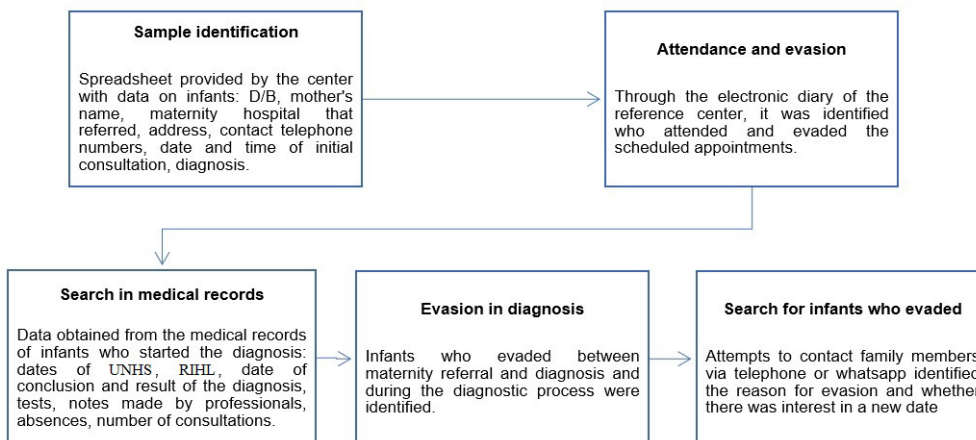 Sample identification
Spreadsheet provided by the center
with data on infants: D/B, mother's
name, maternity hospital that
referred, address, contact telephone
numbers, date and time of initial
consultation, diagnosis.
Attendance and evasion
Through the electronic diary of the
reference center, it was identified
who attended and evaded the
scheduled appointments.
Search in medical records
Data obtained from the medical records
of infants who started the diagnosis:
dates of UNHS, RIHL, date of
conclusion and result of the diagnosis,
tests, notes made by professionals,
absences, number of consultations.
Evasion in diagnosis
Infants who evaded between
maternity referral and diagnosis and
during the diagnostic process were
identified.
Search for infants who evaded
Attempts to contact family members
via telephone or whatsapp identified
the reason for evasion and whether
there was interest in a new date